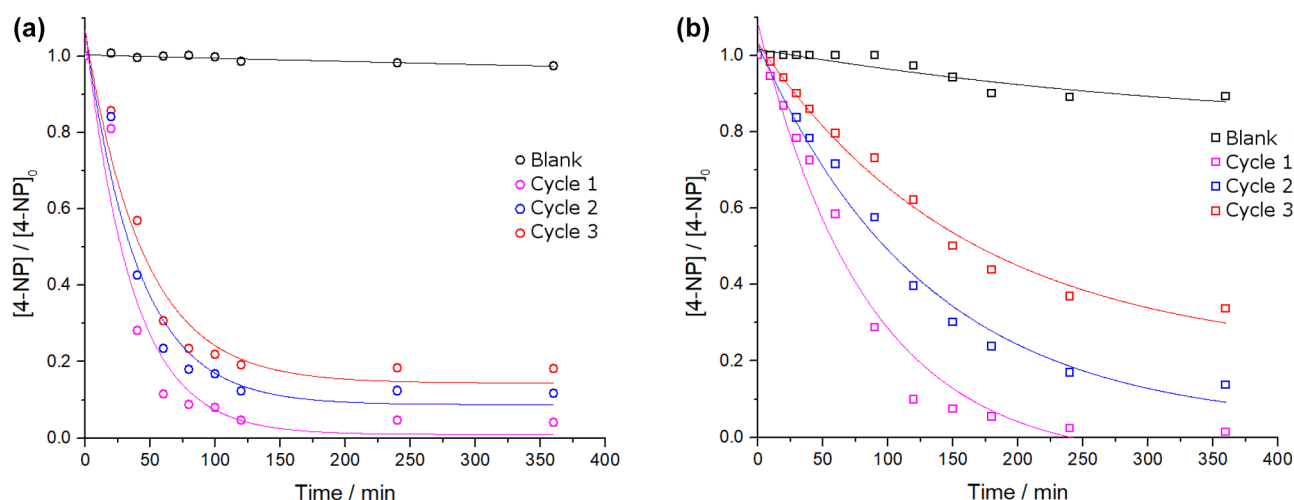 (a)
[4-NP] / [4-NP]0
1.0
0.8
0.6
0.4
0.2
0.0
Blank
Cycle 1
Cycle 2
Cycle 3
0 50 100 150 200 250 300 350 400
Time / min
(b)
[4-NP] / [4-NP]0
1.0
0.8
0.6
0.4
0.2
0.0
Blank
Cycle 1
Cycle 2
Cycle 3
0 50 100 150 200 250 300 350 400
Time / min